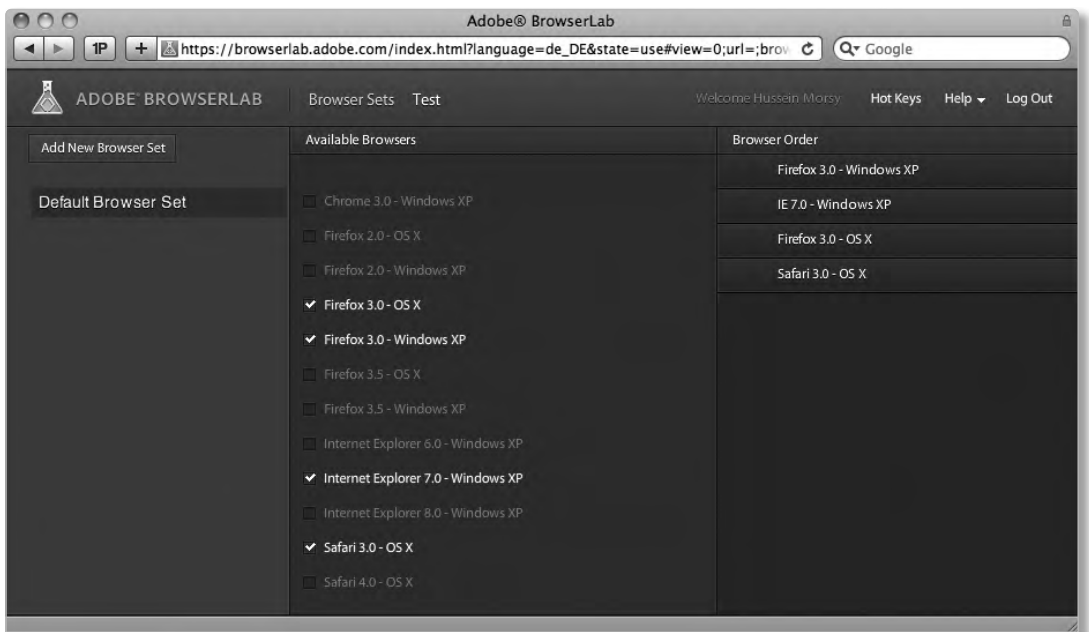 Adobe® BrowserLab
1P + https://browserlab.adobe.com/index.html?language=de_DE&state=use#view=0;url=;brow Google
ADOBE® BROWSERLAB Browser Sets Test Welcome Hussein Morsy Hot Keys Help Log Out
Add New Browser Set
Default Browser Set
Available Browsers
Chrome 3.0 - Windows XP
Firefox 2.0 - OS X
Firefox 2.0 - Windows XP
Firefox 3.0 - OS X
Firefox 3.0 - Windows XP
Firefox 3.5 - OS X
Firefox 3.5 - Windows XP
Internet Explorer 6.0 - Windows XP
Internet Explorer 7.0 - Windows XP
Internet Explorer 8.0 - Windows XP
Safari 3.0 - OS X
Safari 4.0 - OS X
Browser Order
Firefox 3.0 - Windows XP
IE 7.0 - Windows XP
Firefox 3.0 - OS X
Safari 3.0 - OS X